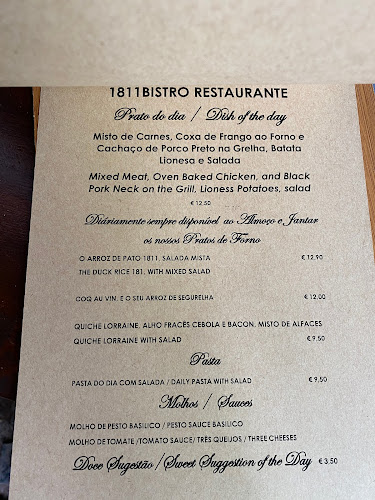 1811BISTRO RESTAURANTE
Prato do dia / Dish of the day
Misto de Carnes, Coxa de Frango ao Forno e
Cachaço de Porco Preto na Grelha, Batata
Lionesa e Salada
Mixed Meat, Oven Baked Chicken, and Black
Pork Neck on the Grill, Lioness Potatoes, salad
€ 12.50
Diáriamente sempre disponível ao Almoço e Jantar
os nossos Pratos de Forno
O ARROZ DE PATO 1811, SALADA MISTA € 12.90
THE DUCK RICE 181, WITH MIXED SALAD
COQ AU VIN, E O SEU ARROZ DE SEGURELHA € 12.00
QUICHE LORRAINE, ALHO FRACÊS CEBOLA E BACON, MISTO DE ALFACES
QUICHE LORRAINE WITH SALAD € 9.50
Pasta
PASTA DO DIA COM SALADA / DAILY PASTA WITH SALAD € 9.50
Molhos / Sauces
MOLHO DE PESTO BASILICO / PESTO SAUCE BASILICO
MOLHO DE TOMATE /TOMATO SAUCE/ TRÊS QUEIJOS / THREE CHEESES
Doce Sugestão/Sweet Suggestion of the Day € 3.50